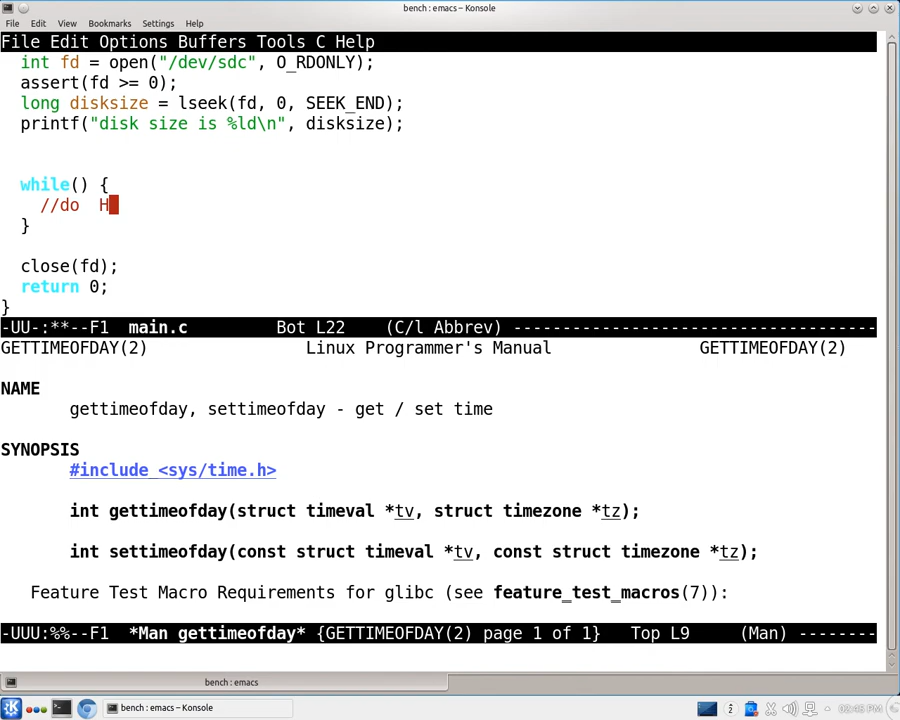 bench : emacs – Konsole
File Edit View Bookmarks Settings Help
File Edit Options Buffers Tools C Help
int fd = open("/dev/sdc", O_RDONLY);
assert(fd >= 0);
long disksize = lseek(fd, 0, SEEK_END);
printf("disk size is %ld\n", disksize);
while() {
//do  H
}
close(fd);
return 0;
}
-UU-:**--F1  main.c         Bot L22    (C/l Abbrev) -------------------------------------
GETTIMEOFDAY(2)                Linux Programmer's Manual               GETTIMEOFDAY(2)
NAME
gettimeofday, settimeofday - get / set time
SYNOPSIS
#include <sys/time.h>
int gettimeofday(struct timeval *tv, struct timezone *tz);
int settimeofday(const struct timeval *tv, const struct timezone *tz);
Feature Test Macro Requirements for glibc (see feature_test_macros(7)):
-UUU:%%--F1  *Man gettimeofday* {GETTIMEOFDAY(2) page 1 of 1}   Top L9     (Man) --------
bench : emacs
bench : emacs – Konsole
2
02:45 PM